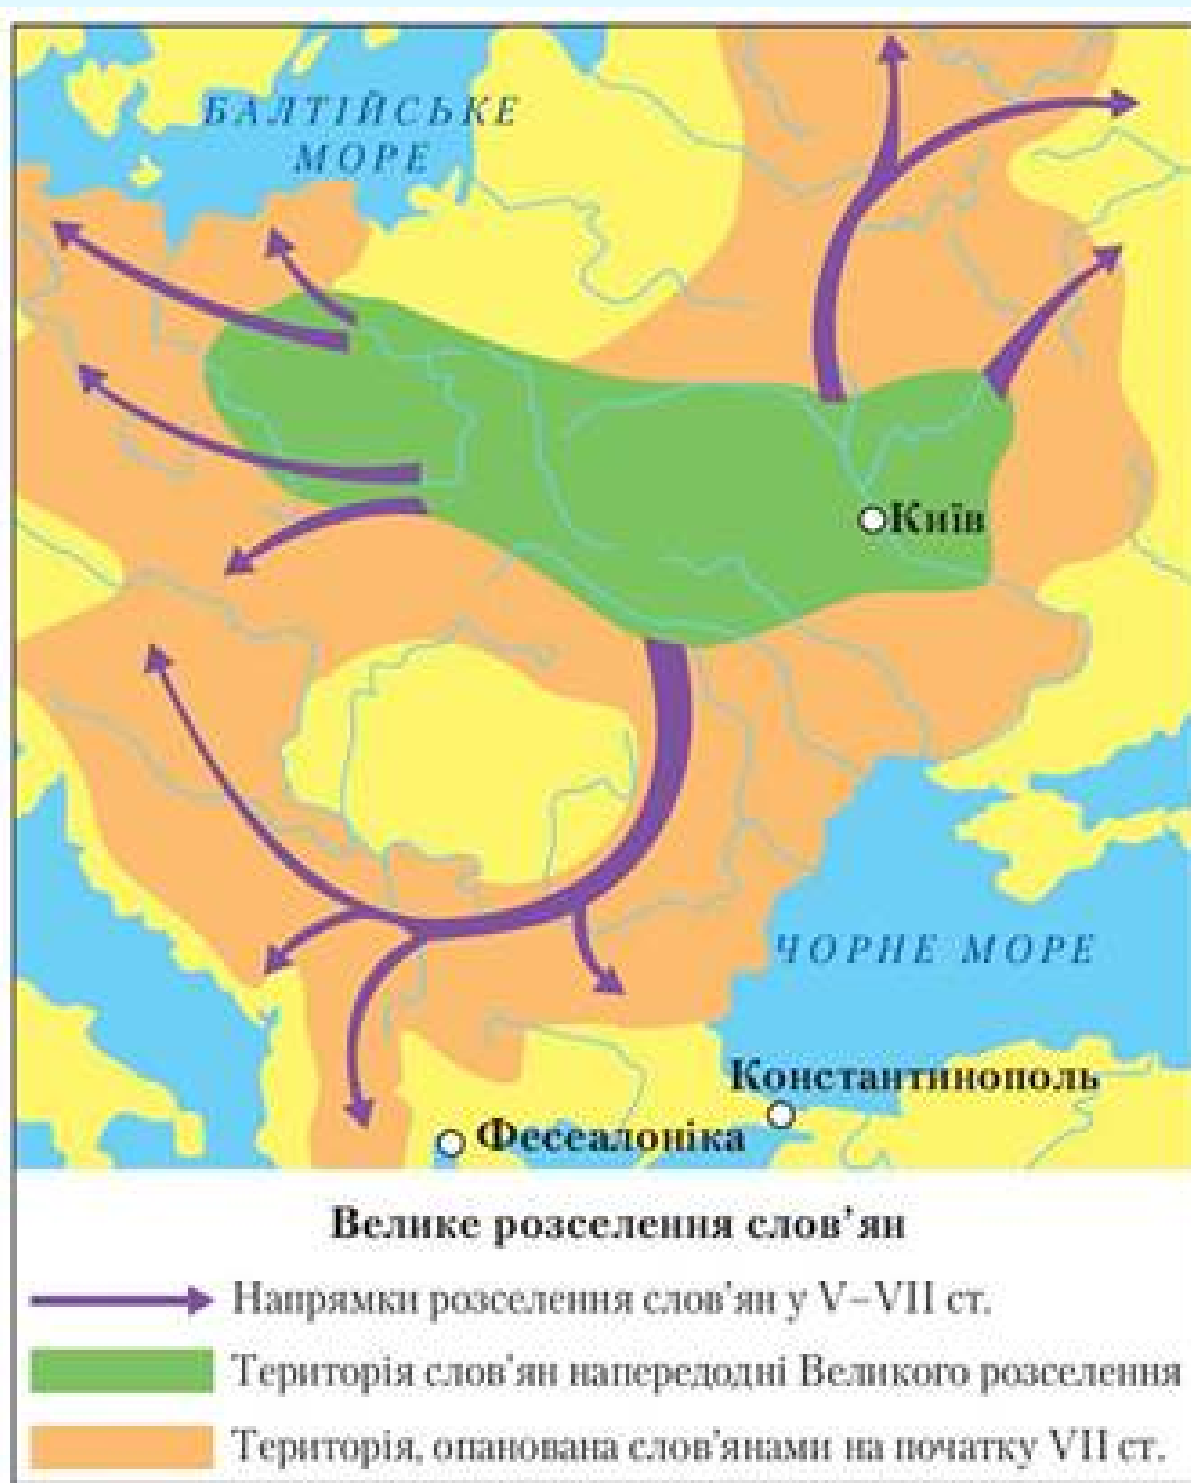 БАЛТІЙСЬКЕ
МОРЕ
Київ
ЧОРНЕ МОРЕ
Константинополь
Фесеалоніка
Велике розселення слов’ян
Напрямки розселення слов’ян у V–VII ст.
Територія слов’ян напередодні Великого розселення
Територія, опанована слов’янами на початку VII ст.